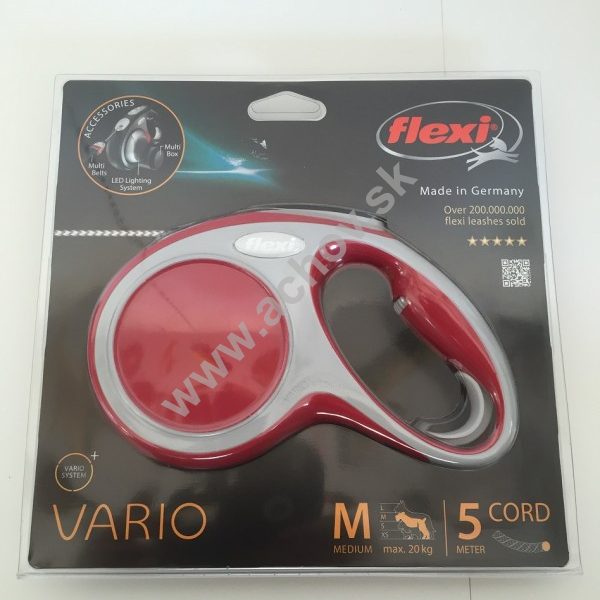 ACCESSORIES
Multi
Belts
Multi
Box
LED Lighting
System
flexi
Made in Germany
Over 200.000.000
flexi leashes sold
flexi
www.achov.sk
VARIO
SYSTEM
+
VARIO
M
MEDIUM
L
M
S
XS
max. 20 kg
5
METER
CORD